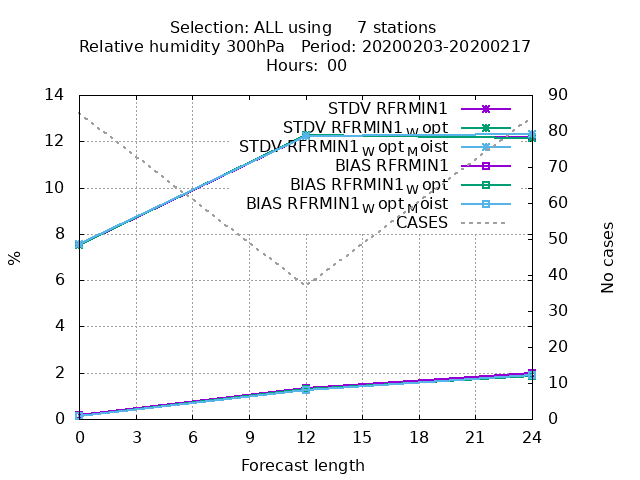 Selection: ALL using 7 stations
Relative humidity 300hPa Period: 20200203-20200217
Hours: 00
STDV RFRMIN1
STDV RFRMIN1_W opt
STDV RFRMIN1_W opt_M oist
BIAS RFRMIN1
BIAS RFRMIN1_W opt
BIAS RFRMIN1_W opt_M oist
CASES
%
14
12
10
8
6
4
2
0
90
80
70
60
50
40
30
20
10
0
No cases
0 3 6 9 12 15 18 21 24
Forecast length